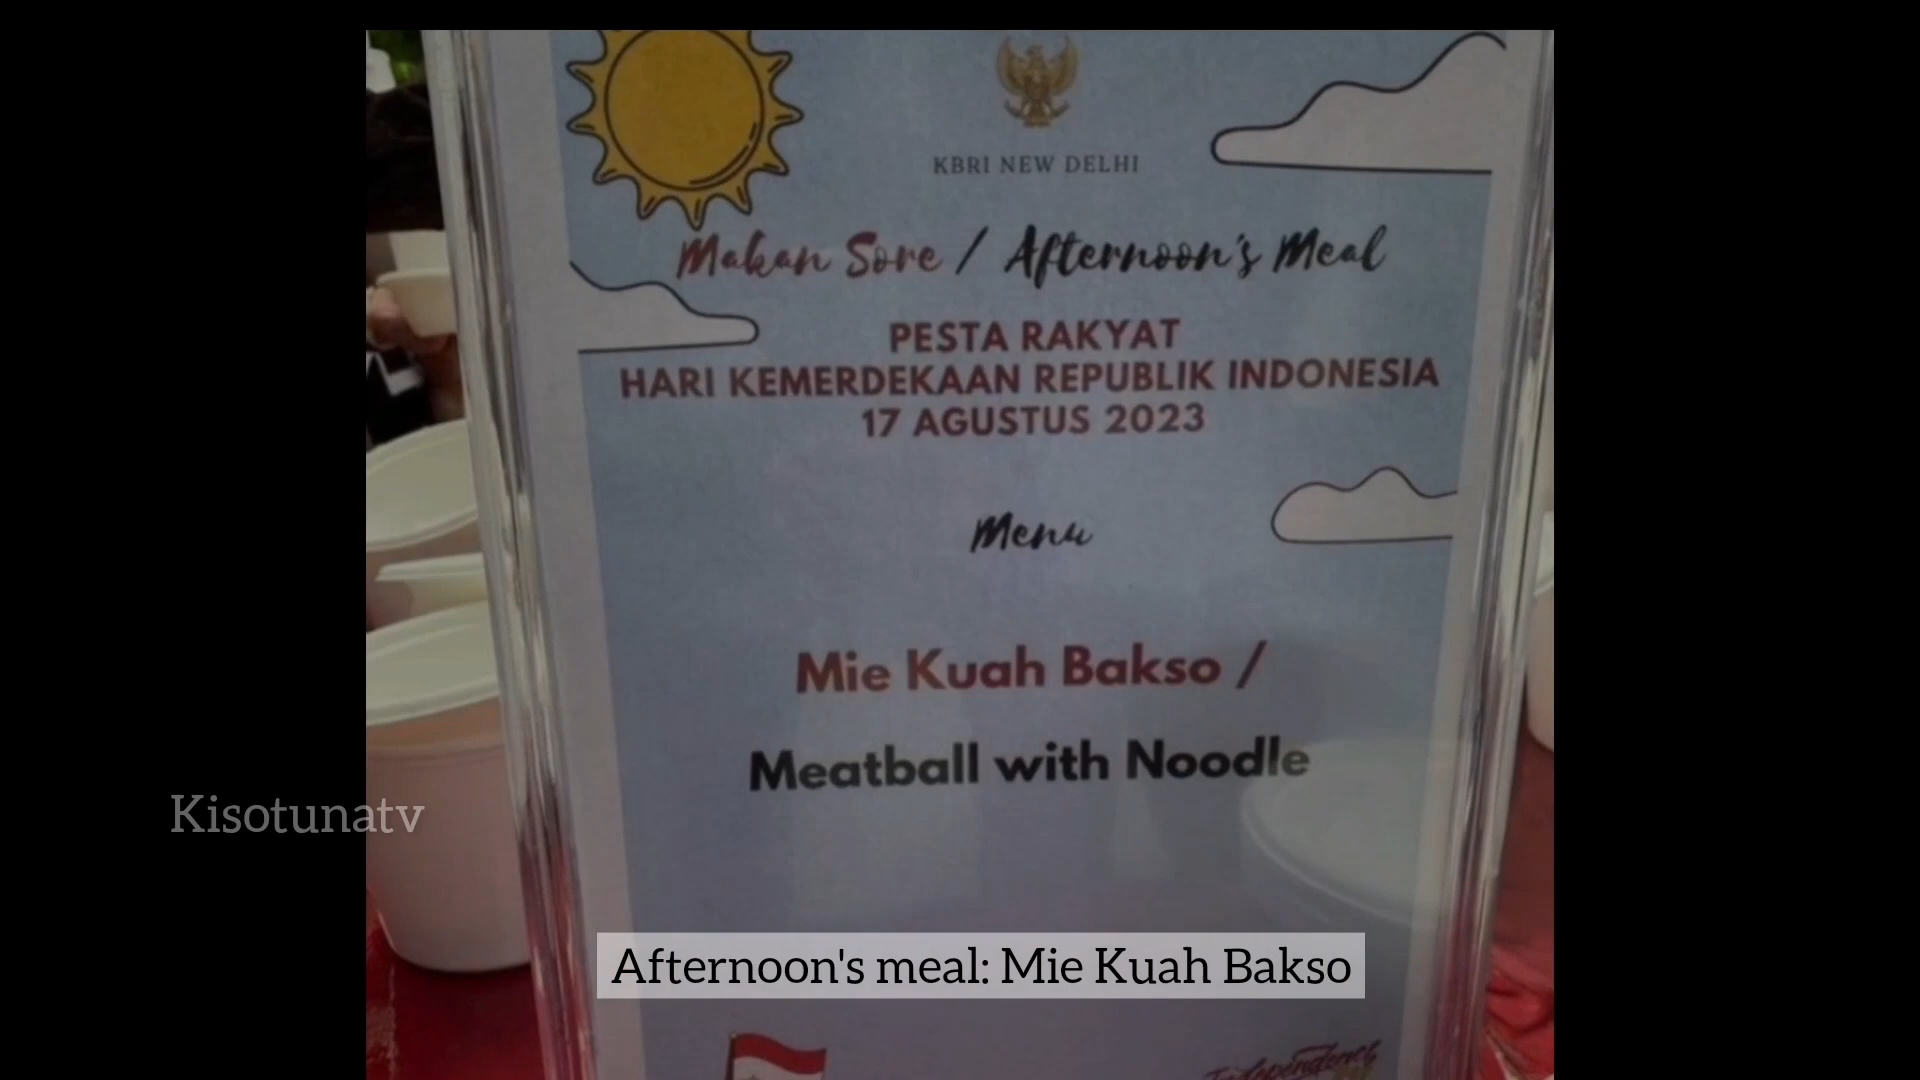 KBRI NEW DELHI
Makan Sore / Afternoon's Meal
PESTA RAKYAT
HARI KEMERDEKAAN REPUBLIK INDONESIA
17 AGUSTUS 2023
Menu
Mie Kuah Bakso /
Meatball with Noodle
Kisotunatv
Afternoon's meal: Mie Kuah Bakso